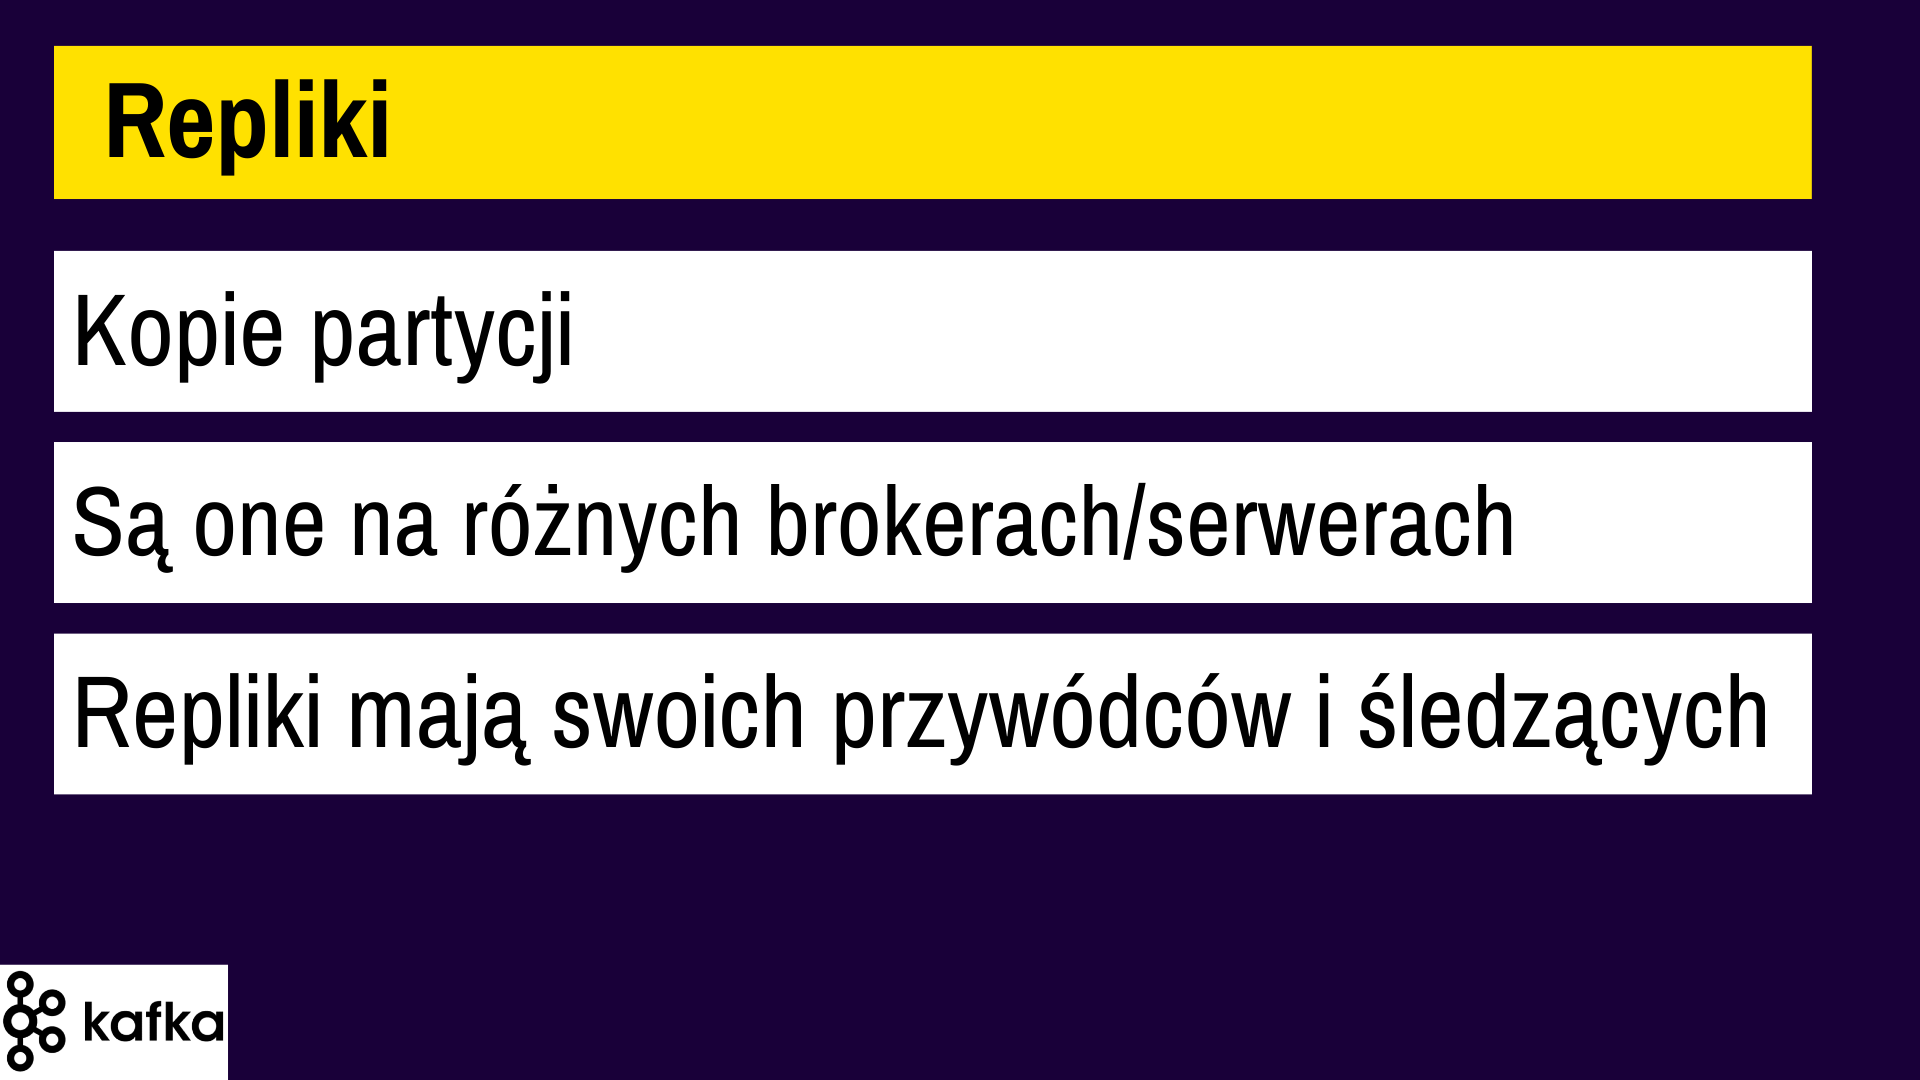 Repliki
Kopie partycji
Są one na różnych brokerach/serwerach
Repliki mają swoich przywódców i śledzących
kafka